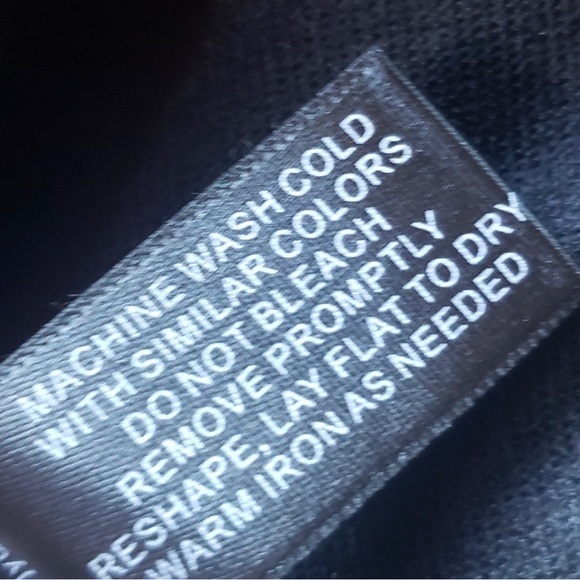 MACHINE WASH COLD
WITH SIMILAR COLORS
DO NOT BLEACH
REMOVE PROMPTLY
RESHAPE, LAY FLAT TO DRY
WARM IRON AS NEEDED